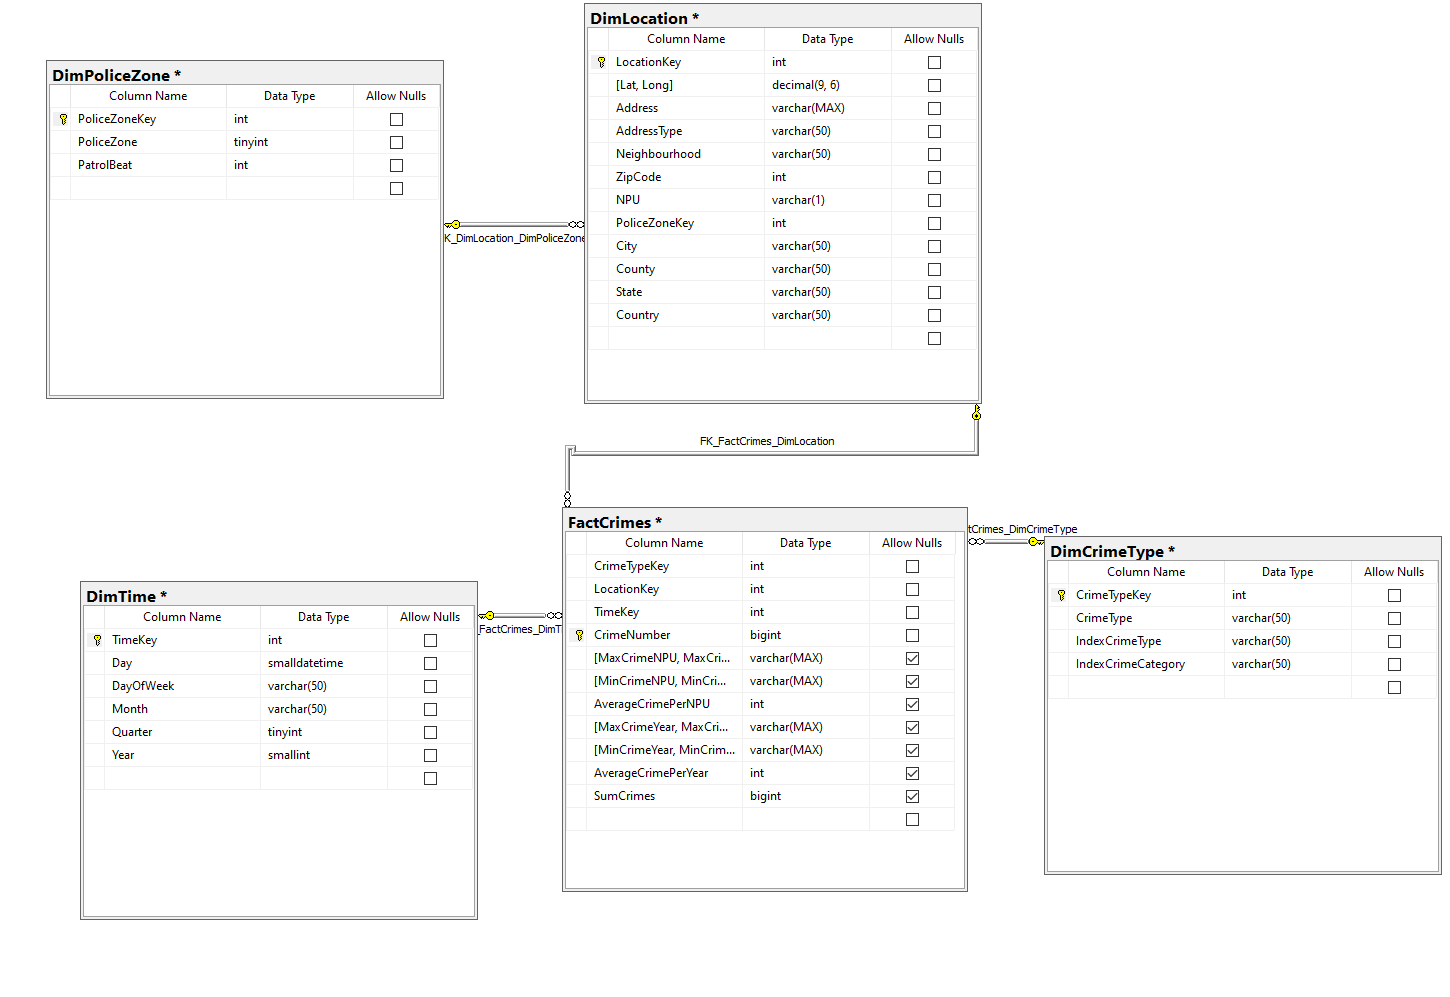 DimLocation *
Column Name Data Type Allow Nulls
LocationKey int
[Lat, Long] decimal(9, 6)
Address varchar(MAX)
AddressType varchar(50)
Neighbourhood varchar(50)
ZipCode int
NPU varchar(1)
PoliceZoneKey int
City varchar(50)
County varchar(50)
State varchar(50)
Country varchar(50)
DimPoliceZone *
Column Name Data Type Allow Nulls
PoliceZoneKey int
PoliceZone tinyint
PatrolBeat int
K_DimLocation_DimPoliceZone
FK_FactCrimes_DimLocation
FactCrimes *
Column Name Data Type Allow Nulls
CrimeTypeKey int
LocationKey int
TimeKey int
CrimeNumber bigint
[MaxCrimeNPU, MaxCri... varchar(MAX)
[MinCrimeNPU, MinCri... varchar(MAX)
AverageCrimePerNPU int
[MaxCrimeYear, MaxCri... varchar(MAX)
[MinCrimeYear, MinCrim... varchar(MAX)
AverageCrimePerYear int
SumCrimes bigint
tCrimes_DimCrimeType
DimCrimeType *
Column Name Data Type Allow Nulls
CrimeTypeKey int
CrimeType varchar(50)
IndexCrimeType varchar(50)
IndexCrimeCategory varchar(50)
DimTime *
Column Name Data Type Allow Nulls
TimeKey int
Day smalldatetime
DayOfWeek varchar(50)
Month varchar(50)
Quarter tinyint
Year smallint
_FactCrimes_DimT